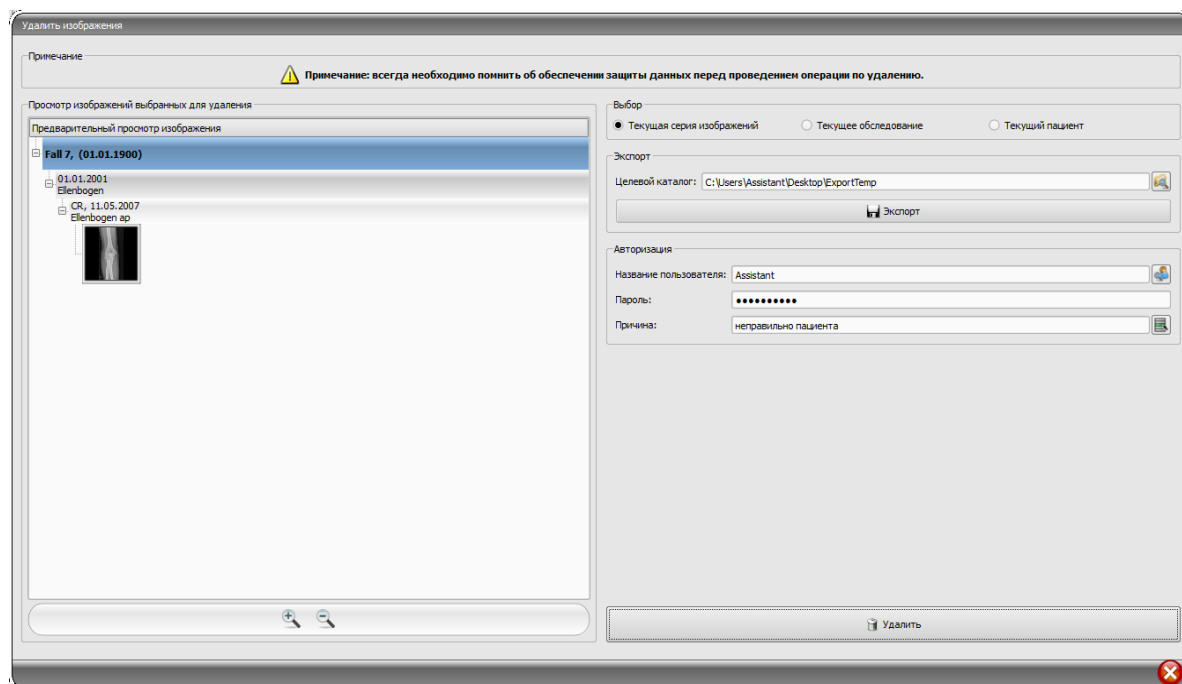 Удалить изображения
Примечание
Примечание: всегда необходимо помнить об обеспечении защиты данных перед проведением операции по удалению.
Просмотр изображений выбранных для удаления
Предварительный просмотр изображения
Fall 7, (01.01.1900)
01.01.2001
Ellenbogen
CR, 11.05.2007
Ellenbogen ap
Выбор
Текущая серия изображений
Текущее обследование
Текущий пациент
Экспорт
Целевой каталог: C:\Users\Assistant\Desktop\ExportTemp
Экспорт
Авторизация
Название пользователя: Assistant
Пароль: ●●●●●●●●●●
Причина: неправильно пациента
Удалить